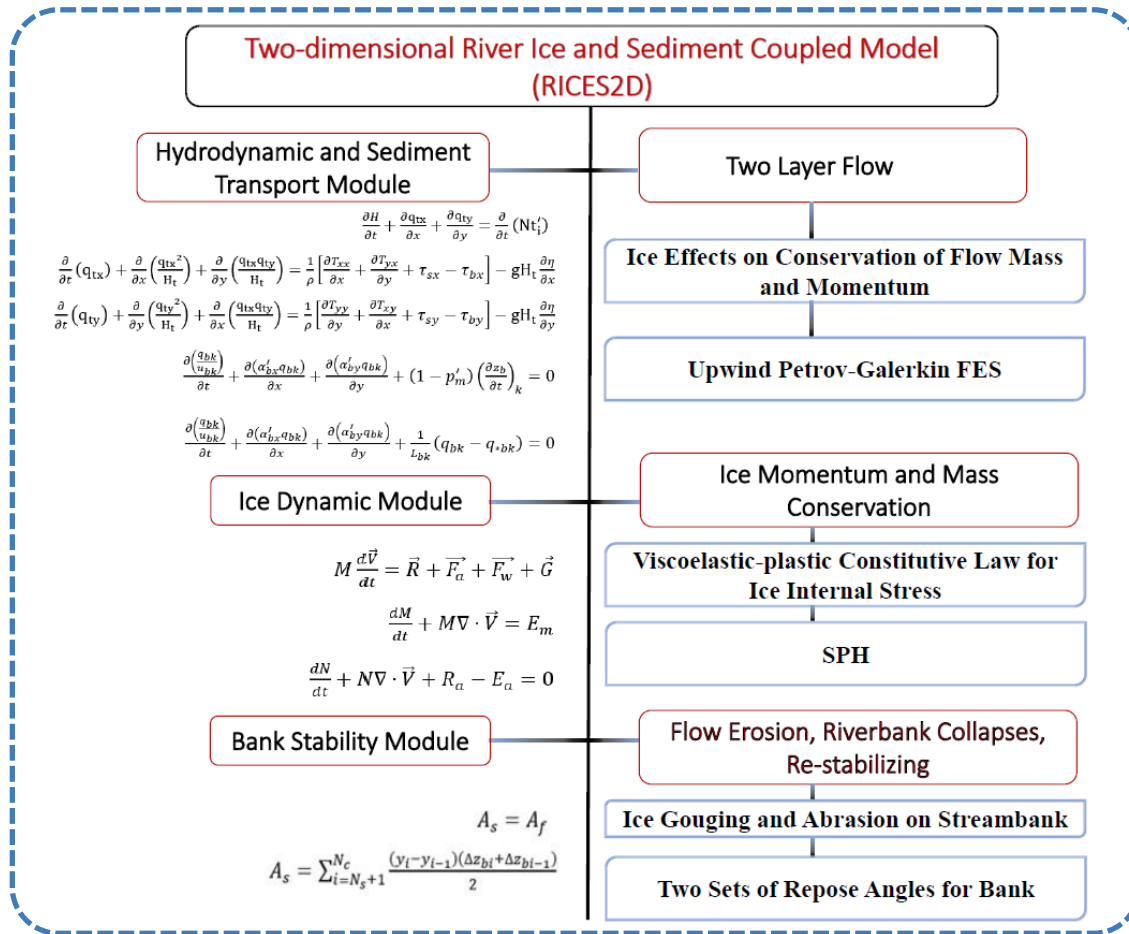 Two-dimensional River Ice and Sediment Coupled Model
(RICES2D)
Hydrodynamic and Sediment
Transport Module
Two Layer Flow
∂H/∂t + ∂q_tx/∂x + ∂q_ty/∂y = ∂/∂t (Nt′_i)
∂/∂t (q_tx) + ∂/∂x (q_tx²/H_t) + ∂/∂y (q_tx q_ty/H_t) = 1/ρ [∂T_xx/∂x + ∂T_yx/∂y + τ_sx − τ_bx] − gH_t ∂η/∂x
∂/∂t (q_ty) + ∂/∂y (q_ty²/H_t) + ∂/∂x (q_tx q_ty/H_t) = 1/ρ [∂T_yy/∂y + ∂T_xy/∂x + τ_sy − τ_by] − gH_t ∂η/∂y
∂(q_bk/u_bk)/∂t + ∂(α′_bx q_bk)/∂x + ∂(α′_by q_bk)/∂y + (1 − p′_m) (∂z_b/∂t)_k = 0
∂(q_bk/u_bk)/∂t + ∂(α′_bx q_bk)/∂x + ∂(α′_by q_bk)/∂y + 1/L_bk (q_bk − q_*bk) = 0
Ice Effects on Conservation of Flow Mass
and Momentum
Upwind Petrov-Galerkin FES
Ice Dynamic Module
Ice Momentum and Mass
Conservation
M dV⃗/dt = R⃗ + F_a⃗ + F_w⃗ + G⃗
dM/dt + M∇ · V⃗ = E_m
dN/dt + N∇ · V⃗ + R_a − E_a = 0
Viscoelastic-plastic Constitutive Law for
Ice Internal Stress
SPH
Bank Stability Module
Flow Erosion, Riverbank Collapses,
Re-stabilizing
A_s = A_f
A_s = ∑_{i=N_s+1}^{N_c} (y_i−y_{i−1})(Δz_bi+Δz_bi−1)/2
Ice Gouging and Abrasion on Streambank
Two Sets of Repose Angles for Bank